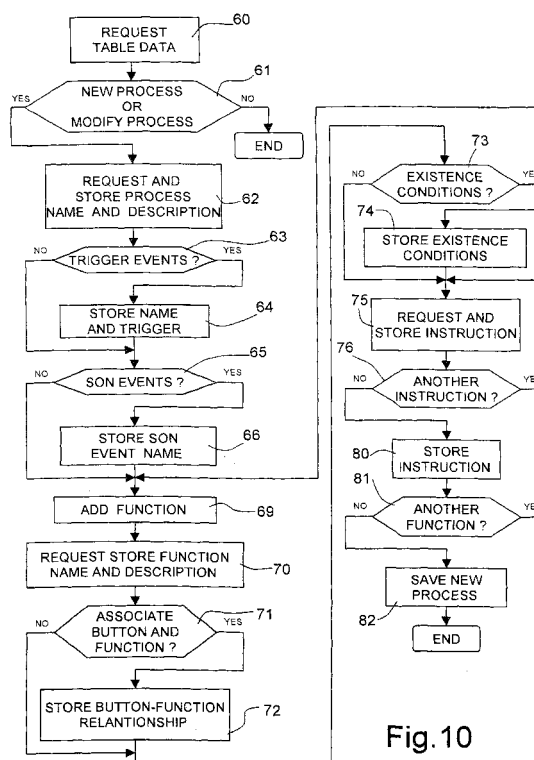 60
REQUEST
TABLE DATA
61
YES
NEW PROCESS
OR
MODIFY PROCESS
NO
END
REQUEST AND
STORE PROCESS
NAME AND DESCRIPTION
62
63
NO
TRIGGER EVENTS ?
YES
STORE NAME
AND TRIGGER
64
65
NO
SON EVENTS ?
YES
STORE SON
EVENT NAME
66
ADD FUNCTION
69
REQUEST STORE FUNCTION
NAME AND DESCRIPTION
70
71
NO
ASSOCIATE
BUTTON AND
FUNCTION ?
YES
STORE BUTTON-FUNCTION
RELANTIONSHIP
72
73
NO
EXISTENCE
CONDITIONS ?
YE
74
STORE EXISTENCE
CONDITIONS
75
REQUEST AND
STORE INSTRUCTION
76
NO
ANOTHER
INSTRUCTION ?
YE
80
STORE
INSTRUCTION
81
NO
ANOTHER
FUNCTION ?
YE
SAVE NEW
PROCESS
82
END
Fig.10